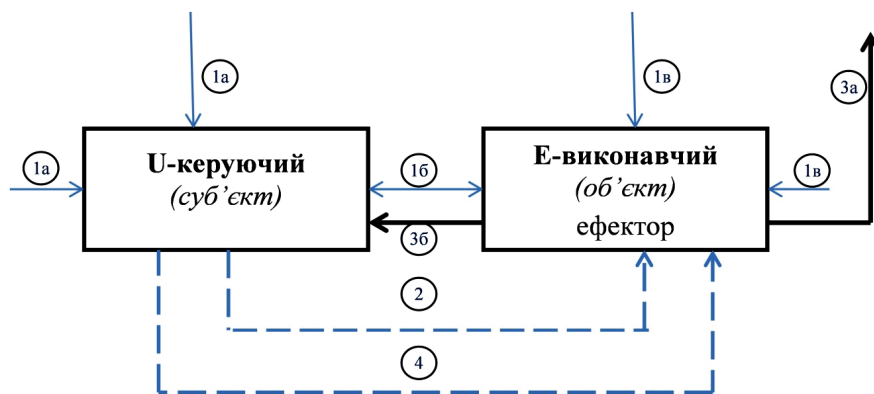 1а
1в
3а
U-керуючий
(суб’єкт)
E-виконавчий
(об’єкт)
ефектор
1а
1б
1в
3б
2
4